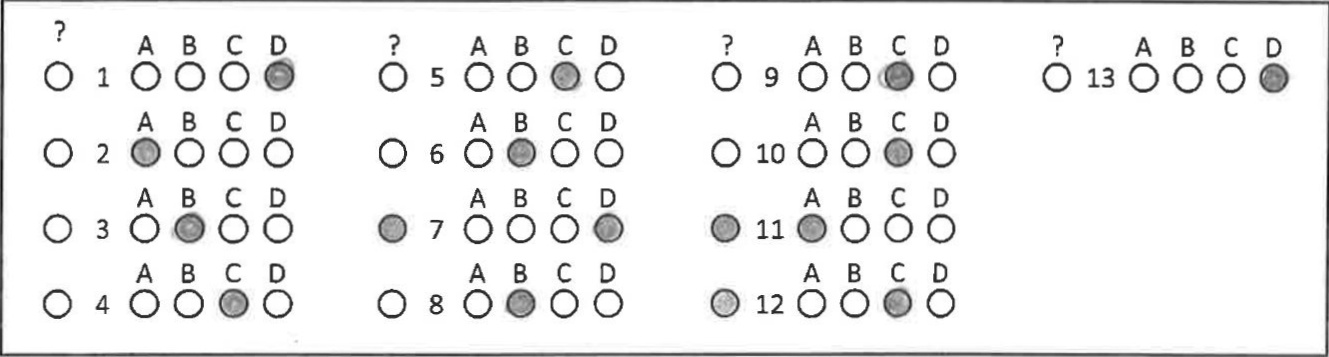 ?
A B C D ? A B C D ? A B C D ? A B C D
1 5 9 13
A B C D A B C D A B C D
2 6 10
A B C D A B C D A B C D
3 7 11
A B C D A B C D A B C D
4 8 12